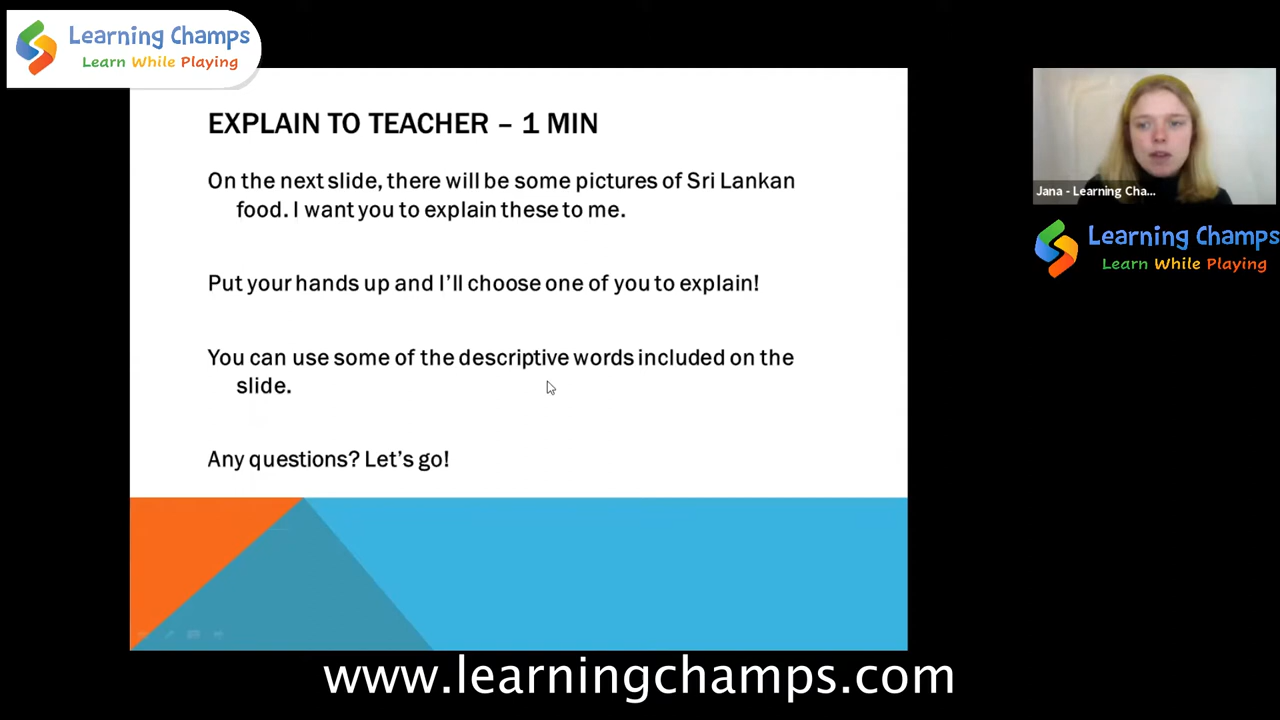 Learning Champs
Learn While Playing
EXPLAIN TO TEACHER – 1 MIN
On the next slide, there will be some pictures of Sri Lankan
food. I want you to explain these to me.
Put your hands up and I'll choose one of you to explain!
You can use some of the descriptive words included on the
slide.
Any questions? Let's go!
Jana - Learning Cha...
Learning Champs
Learn While Playing
www.learningchamps.com